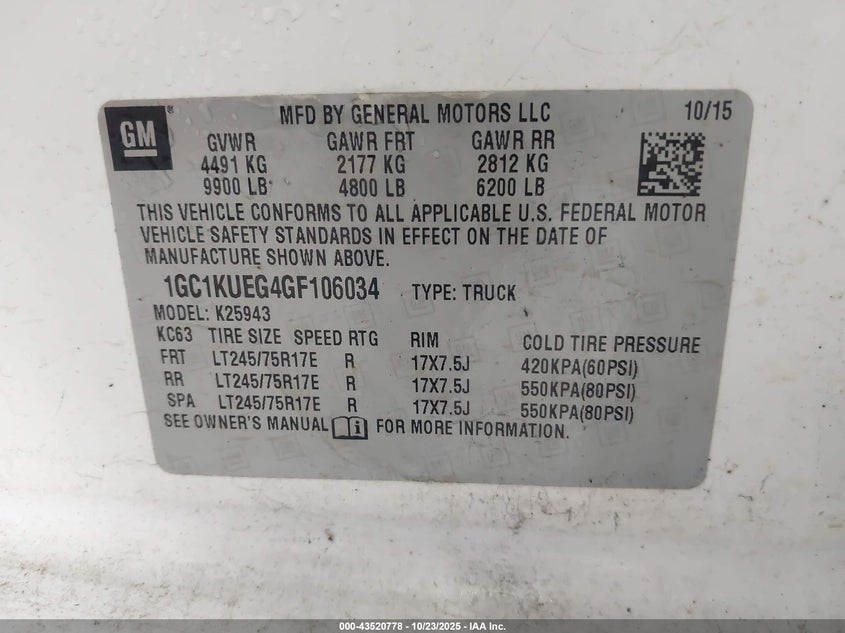 GM ® MFD BY GENERAL MOTORS LLC 10/15
GVWR GAWR FRT GAWR RR
4491 KG 2177 KG 2812 KG
9900 LB 4800 LB 6200 LB
THIS VEHICLE CONFORMS TO ALL APPLICABLE U.S. FEDERAL MOTOR
VEHICLE SAFETY STANDARDS IN EFFECT ON THE DATE OF
MANUFACTURE SHOWN ABOVE.
1GC1KUEG4GF106034 TYPE: TRUCK
MODEL: K25943
KC63 TIRE SIZE SPEED RTG RIM COLD TIRE PRESSURE
FRT LT245/75R17E R 17X7.5J 420KPA(60PSI)
RR LT245/75R17E R 17X7.5J 550KPA(80PSI)
SPA LT245/75R17E R 17X7.5J 550KPA(80PSI)
SEE OWNER'S MANUAL i FOR MORE INFORMATION.
000-43520778 - 10/23/2025 - IAA Inc.